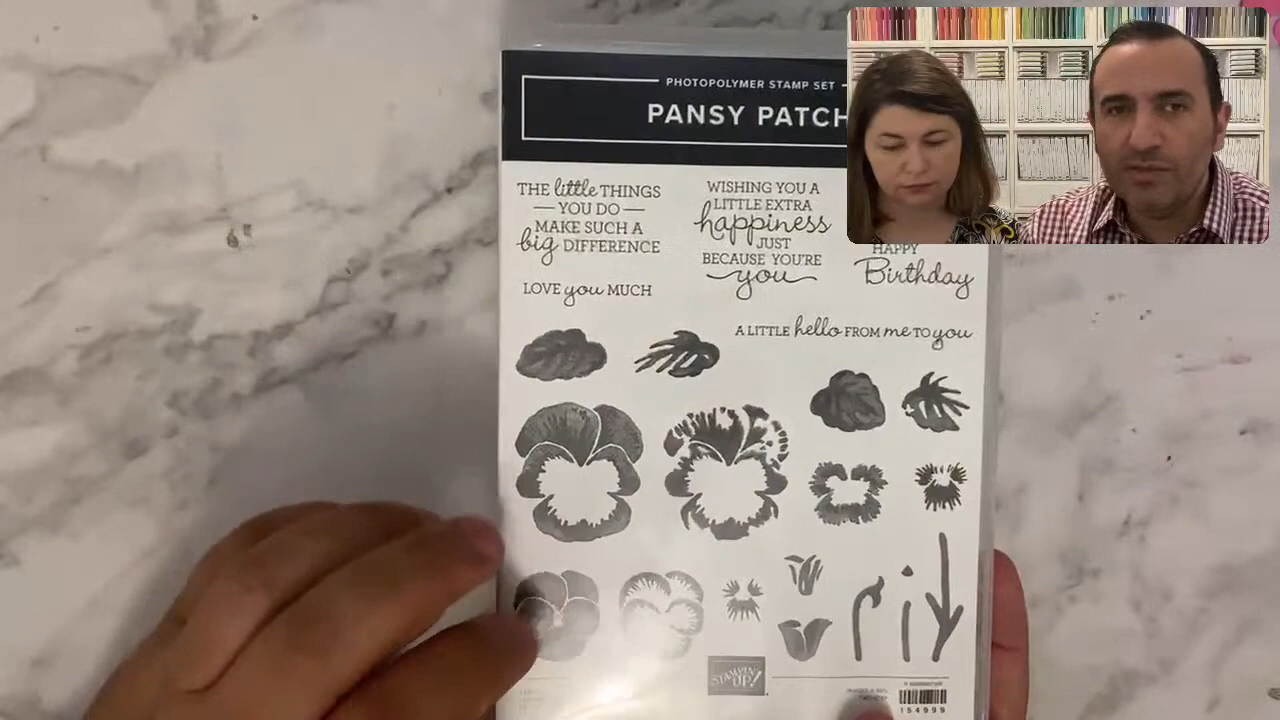 PHOTOPOLYMER STAMP SET
PANSY PATCH
THE little THINGS
YOU DO
MAKE SUCH A
big DIFFERENCE
WISHING YOU A
LITTLE EXTRA
happiness
JUST
BECAUSE YOU'RE
you
HAPPY
Birthday
LOVE you MUCH
A LITTLE hello FROM me TO you
STAMPIN'
UP!
154999